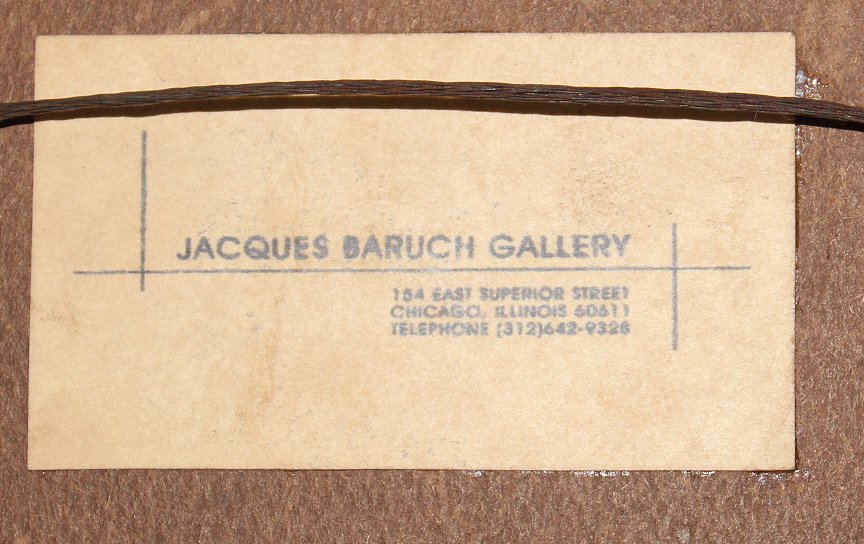 JACQUES BARUCH GALLERY
154 EAST SUPERIOR STREET
CHICAGO, ILLINOIS 60611
TELEPHONE (312)642-9328